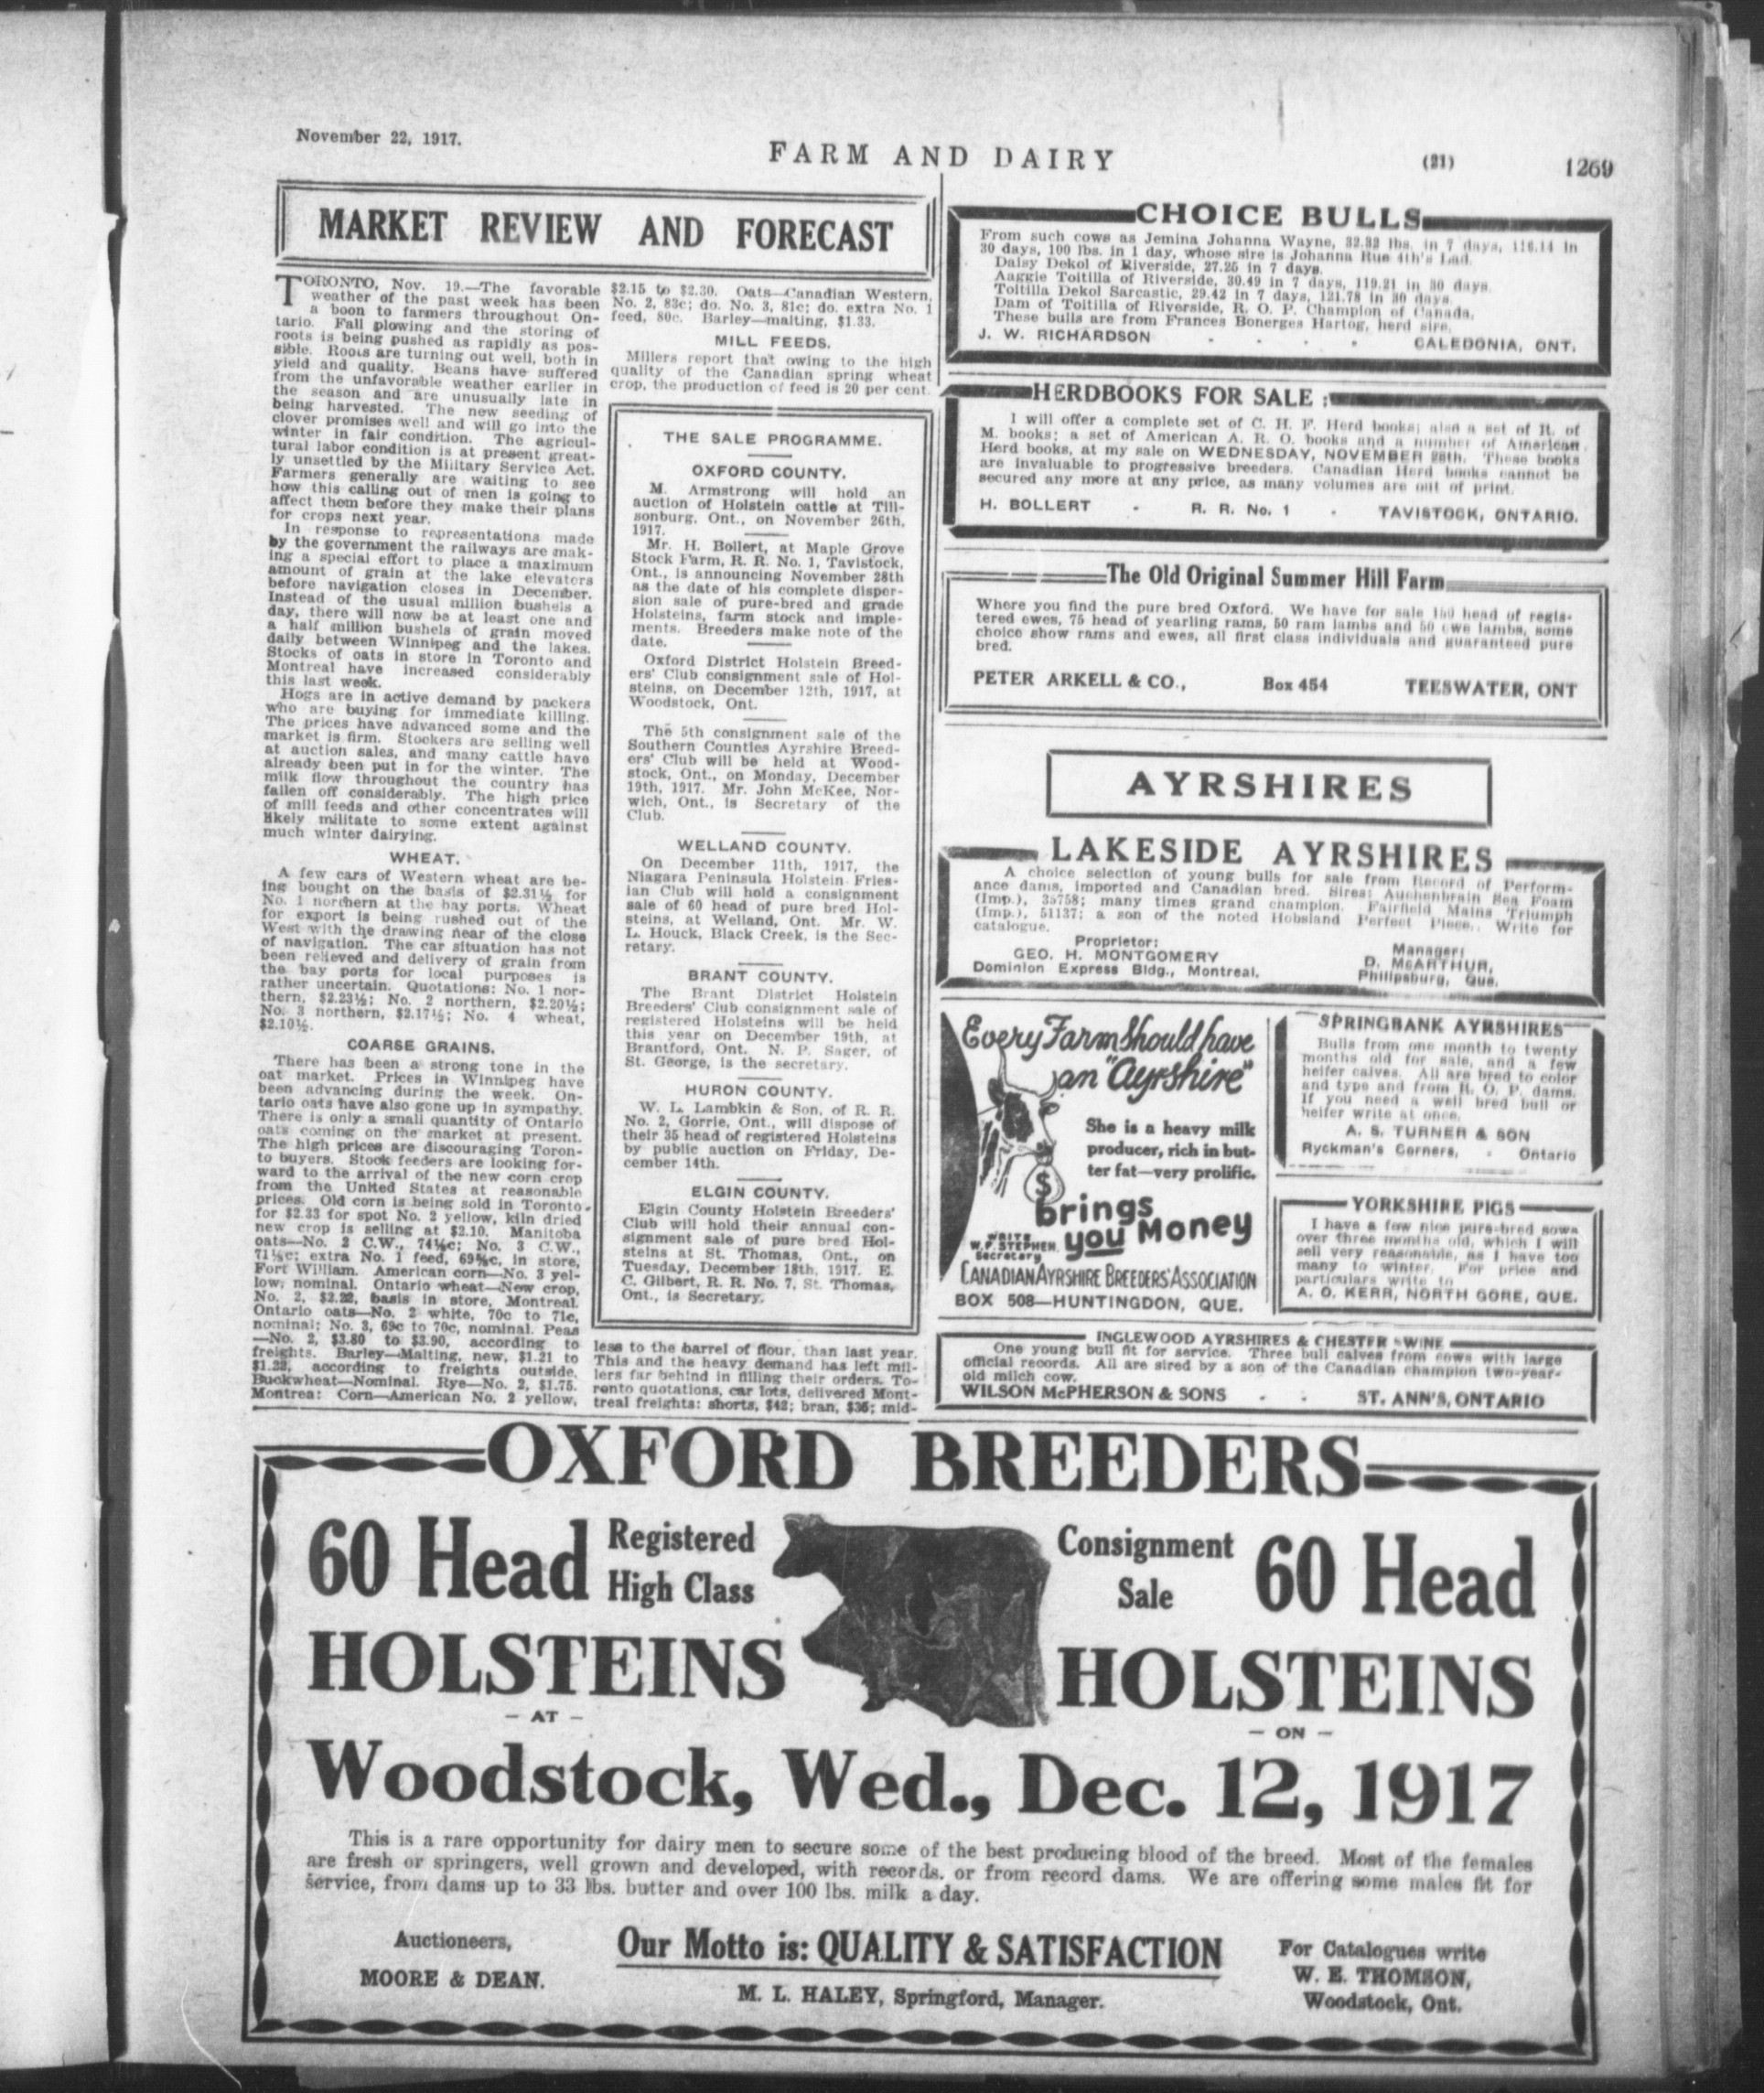 November 22, 1917.
FARM AND DAIRY
(21)
1269
MARKET REVIEW AND FORECAST
TORONTO, Nov. 19.—The favorable
weather of the past week has been
a boon to farmers throughout On-
tario. Fall plowing and the storing of
roots is being pushed as rapidly as pos-
sible. Roots are turning out well, both in
yield and quality. Beans have suffered
from the unfavorable weather earlier in
the season and are unusually late in
being harvested. The new seeding of
clover promises well and will go into the
winter in fair condition. The agricul-
tural labor condition is at present great-
ly unsettled by the Military Service Act.
Farmers generally are waiting to see
how this calling out of men is going to
affect them before they make their plans
for crops next year.
In response to representations made
by the government the railways are mak-
ing a special effort to place a maximum
amount of grain at the lake elevators
before navigation closes in December.
Instead of the usual million bushels a
day, there will now be at least one and
a half million bushels of grain moved
daily between Winnipeg and the lakes.
Stocks of oats in store in Toronto and
Montreal have increased considerably
this last week.
Hogs are in active demand by packers
who are buying for immediate killing.
The prices have advanced some and the
market is firm. Stockers are selling well
at auction sales, and many cattle have
already been put in for the winter. The
milk flow throughout the country has
fallen off considerably. The high price
of mill feeds and other concentrates will
likely militate to some extent against
much winter dairying.
WHEAT.
A few cars of Western wheat are be-
ing bought on the basis of $2.31½ for
No. 1 northern at the bay ports. Wheat
for export is being rushed out of the
West with the drawing near of the close
of navigation. The car situation has not
been relieved and delivery of grain from
the bay ports for local purposes is
rather uncertain. Quotations: No. 1 nor-
thern, $2.23½; No. 2 northern, $2.20½;
No. 3 northern, $2.17½; No. 4 wheat,
$2.10½.
COARSE GRAINS.
There has been a strong tone in the
oat market. Prices in Winnipeg have
been advancing during the week. On-
tario oats have also gone up in sympathy.
There is only a small quantity of Ontario
oats coming on the market at present.
The high prices are discouraging Toron-
to buyers. Stock feeders are looking for-
ward to the arrival of the new corn crop
from the United States at reasonable
prices. Old corn is being sold in Toronto
for $2.33 for spot No. 2 yellow, kiln dried
new crop is selling at $2.10. Manitoba
oats—No. 2 C.W., 74⅛c; No. 3 C.W.,
71⅛c; extra No. 1 feed, 69⅝c, in store,
Fort William. American corn—No. 3 yel-
low, nominal. Ontario wheat—New crop,
No. 2, $2.22, basis in store, Montreal.
Ontario oats—No. 2 white, 70c to 71c,
nominal; No. 3, 69c to 70c, nominal. Peas
—No. 2, $3.80 to $3.90, according to
freights. Barley—Malting, new, $1.21 to
$1.22, according to freights outside.
Buckwheat—Nominal. Rye—No. 2, $1.75.
Montreal Corn—American No. 2 yellow,
$2.15 to $2.30. Oats—Canadian Western,
No. 2, 83c; do. No. 3, 81c; do. extra No. 1
feed, 80c. Barley—malting, $1.33.
MILL FEEDS.
Millers report that owing to the high
quality of the Canadian spring wheat
crop, the production of feed is 20 per cent.
THE SALE PROGRAMME.
OXFORD COUNTY.
M. Armstrong will hold an
auction of Holstein cattle at Till-
sonburg, Ont., on November 26th,
1917.
Mr. H. Bollert, at Maple Grove
Stock Farm, R. R. No. 1, Tavistock,
Ont., is announcing November 28th
as the date of his complete disper-
sion sale of pure-bred and grade
Holsteins, farm stock and imple-
ments. Breeders make note of the
date.
Oxford District Holstein Breed-
ers' Club consignment sale of Hol-
steins, on December 12th, 1917, at
Woodstock, Ont.
The 5th consignment sale of the
Southern Counties Ayrshire Breed-
ers' Club will be held at Wood-
stock, Ont., on Monday, December
19th, 1917. Mr. John McKee, Nor-
wich, Ont., is Secretary of the
Club.
WELLAND COUNTY.
On December 11th, 1917, the
Niagara Peninsula Holstein Fries-
ian Club will hold a consignment
sale of 60 head of pure bred Hol-
steins, at Welland, Ont. Mr. W.
L. Houck, Black Creek, is the Sec-
retary.
BRANT COUNTY.
The Brant District Holstein
Breeders' Club consignment sale of
registered Holsteins will be held
this year on December 19th, at
Brantford, Ont. N. P. Sager, of
St. George, is the secretary.
HURON COUNTY.
W. L. Lambkin & Son, of R. R.
No. 2, Gorrie, Ont., will dispose of
their 35 head of registered Holsteins
by public auction on Friday, De-
cember 14th.
ELGIN COUNTY.
Elgin County Holstein Breeders'
Club will hold their annual con-
signment sale of pure bred Hol-
steins at St. Thomas, Ont., on
Tuesday, December 18th, 1917. E.
C. Gilbert, R. R. No. 7, St. Thomas,
Ont., is Secretary.
less to the barrel of flour, than last year.
This and the heavy demand has left mil-
lers far behind in filling their orders. To-
ronto quotations, car lots, delivered Mont-
treal freights: shorts, $42; bran, $35; mid-
CHOICE BULLS
From such cows as Jemina Johanna Wayne, 32.32 lbs. in 7 days, 116.14 in
30 days, 100 lbs. in 1 day, whose sire is Johanna Rue 4th's Lad.
Daisy Dekol of Riverside, 27.25 in 7 days.
Aaggie Toitilla of Riverside, 30.49 in 7 days, 119.21 in 30 days.
Toitilla Dekol Sarcastic, 29.42 in 7 days, 121.78 in 30 days.
Dam of Toitilla of Riverside, R. O. P. Champion of Canada.
These bulls are from Frances Bonerges Hartog, herd sire.
J. W. RICHARDSON - - - - CALEDONIA, ONT.
HERDBOOKS FOR SALE :
I will offer a complete set of C. H. F. Herd books; also a set of R. of
M. books; a set of American A. R. O. books and a number of American
Herd books, at my sale on WEDNESDAY, NOVEMBER 28th. These books
are invaluable to progressive breeders. Canadian Herd books cannot be
secured any more at any price, as many volumes are out of print.
H. BOLLERT - R. R. No. 1 - TAVISTOCK, ONTARIO.
The Old Original Summer Hill Farm
Where you find the pure bred Oxford. We have for sale 150 head of regis-
tered ewes, 75 head of yearling rams, 50 ram lambs and 50 ewe lambs, some
choice show rams and ewes, all first class individuals and guaranteed pure
bred.
PETER ARKELL & CO., Box 454 TEESWATER, ONT
AYRSHIRES
LAKESIDE AYRSHIRES
A choice selection of young bulls for sale from Record of Perform-
ance dams, imported and Canadian bred. Sires: Auchenbrain Sea Foam
(Imp.), 35758; many times grand champion. Fairfield Mains Triumph
(Imp.), 51137; a son of the noted Hobsland Perfect Piece. Write for
catalogue.
Proprietor:
GEO. H. MONTGOMERY
Dominion Express Bldg., Montreal.
Manager:
D. McARTHUR,
Philipsburg, Que.
Every Farm Should have
an "Ayrshire"
She is a heavy milk
producer, rich in but-
ter fat—very prolific.
$
brings
you Money
WRITE
W. F. STEPHEN,
Secretary
CANADIAN AYRSHIRE BREEDERS' ASSOCIATION
BOX 508—HUNTINGDON, QUE.
SPRINGBANK AYRSHIRES
Bulls from one month to twenty
months old for sale, and a few
heifer calves. All are bred to color
and type and from R. O. P. dams.
If you need a well bred bull or
heifer write at once.
A. S. TURNER & SON
Ryckman's Corners, - Ontario
YORKSHIRE PIGS
I have a few nice pure-bred sows
over three months old, which I will
sell very reasonable, as I have too
many to winter. For price and
particulars write to
A. O. KERR, NORTH GORE, QUE.
INGLEWOOD AYRSHIRES & CHESTER WINE
One young bull fit for service. Three bull calves from cows with large
official records. All are sired by a son of the Canadian champion two-year-
old milch cow.
WILSON McPHERSON & SONS - - ST. ANN'S, ONTARIO
OXFORD BREEDERS
60 Head Registered High Class
Consignment Sale 60 Head
HOLSTEINS HOLSTEINS
— AT — — ON —
Woodstock, Wed., Dec. 12, 1917
This is a rare opportunity for dairy men to secure some of the best producing blood of the breed. Most of the females
are fresh or springers, well grown and developed, with records, or from record dams. We are offering some males fit for
service, from dams up to 33 lbs. butter and over 100 lbs. milk a day.
Auctioneers,
MOORE & DEAN.
Our Motto is: QUALITY & SATISFACTION
M. L. HALEY, Springford, Manager.
For Catalogues write
W. E. THOMSON,
Woodstock, Ont.